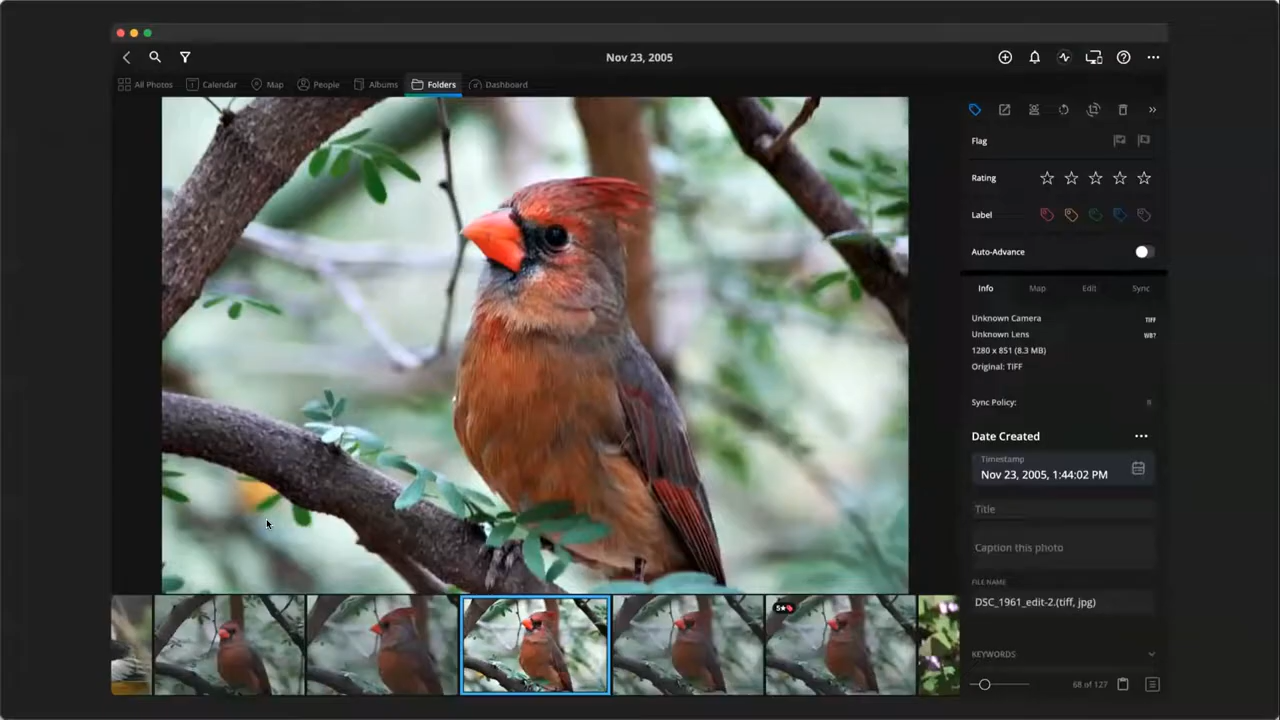 Nov 23, 2005
All Photos
Calendar
Map
People
Albums
Folders
Dashboard
Flag
Rating
Label
Auto-Advance
Info
Map
Edit
Sync
Unknown Camera
TIFF
Unknown Lens
1280 x 851 (8.3 MB)
Original: TIFF
Sync Policy:
Date Created
Timestamp
Nov 23, 2005, 1:44:02 PM
Title
Caption this photo
FILE NAME
DSC_1961_edit-2.(tiff, jpg)
KEYWORDS
5★
68 of 127